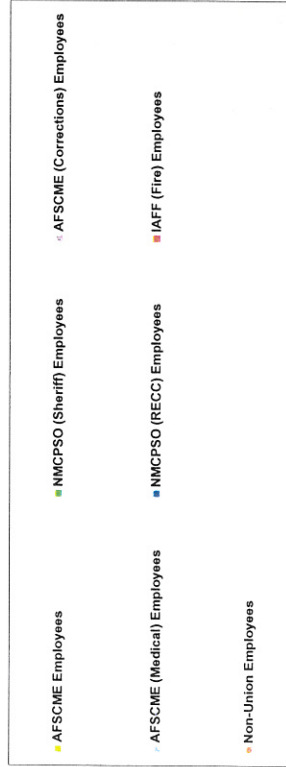 AFSCME Employees
NMCPSO (Sheriff) Employees
AFSCME (Corrections) Employees
AFSCME (Medical) Employees
NMCPSO (RECC) Employees
IAFF (Fire) Employees
Non-Union Employees